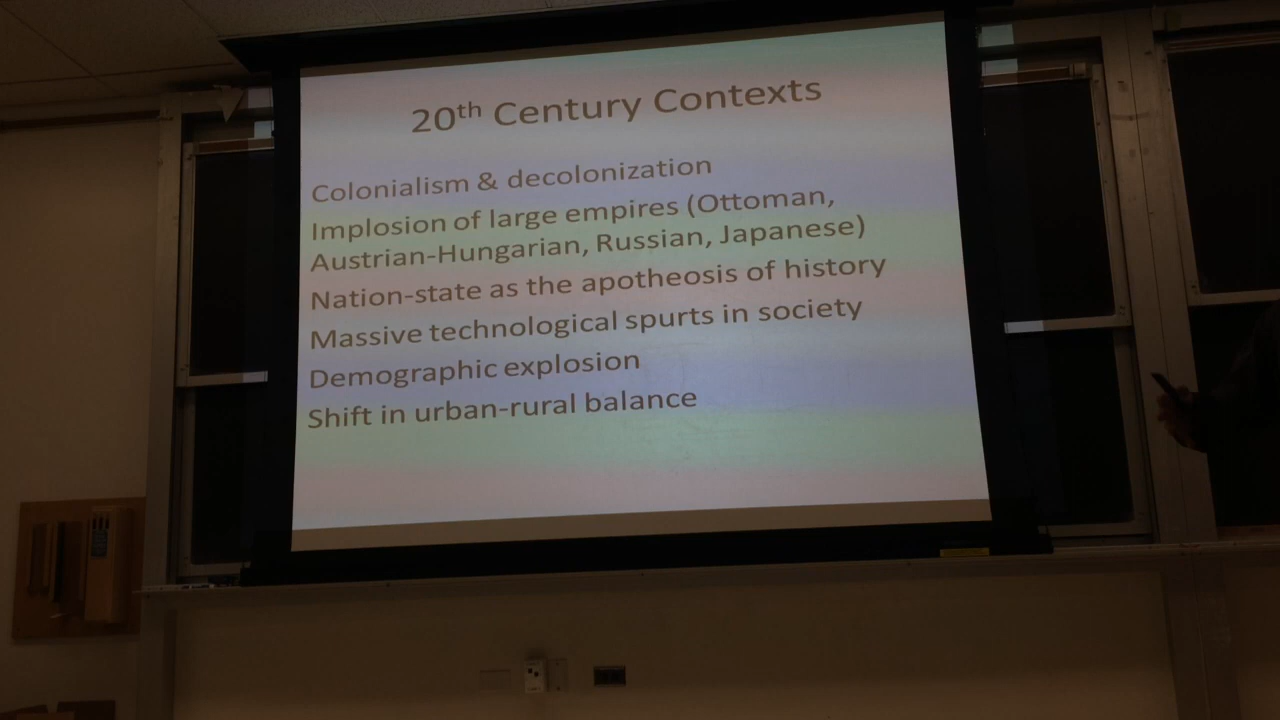 20th Century Contexts
Colonialism & decolonization
Implosion of large empires (Ottoman,
Austrian-Hungarian, Russian, Japanese)
Nation-state as the apotheosis of history
Massive technological spurts in society
Demographic explosion
Shift in urban-rural balance